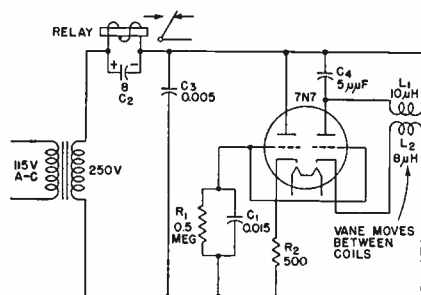 RELAY
+ −
8
C2
C3
0.005
C4
5 μμF
7N7
L1
10μH
L2
8μH
115V
A-C
250V
R1
0.5
MEG
C1
0.015
R2
500
VANE MOVES
BETWEEN
COILS